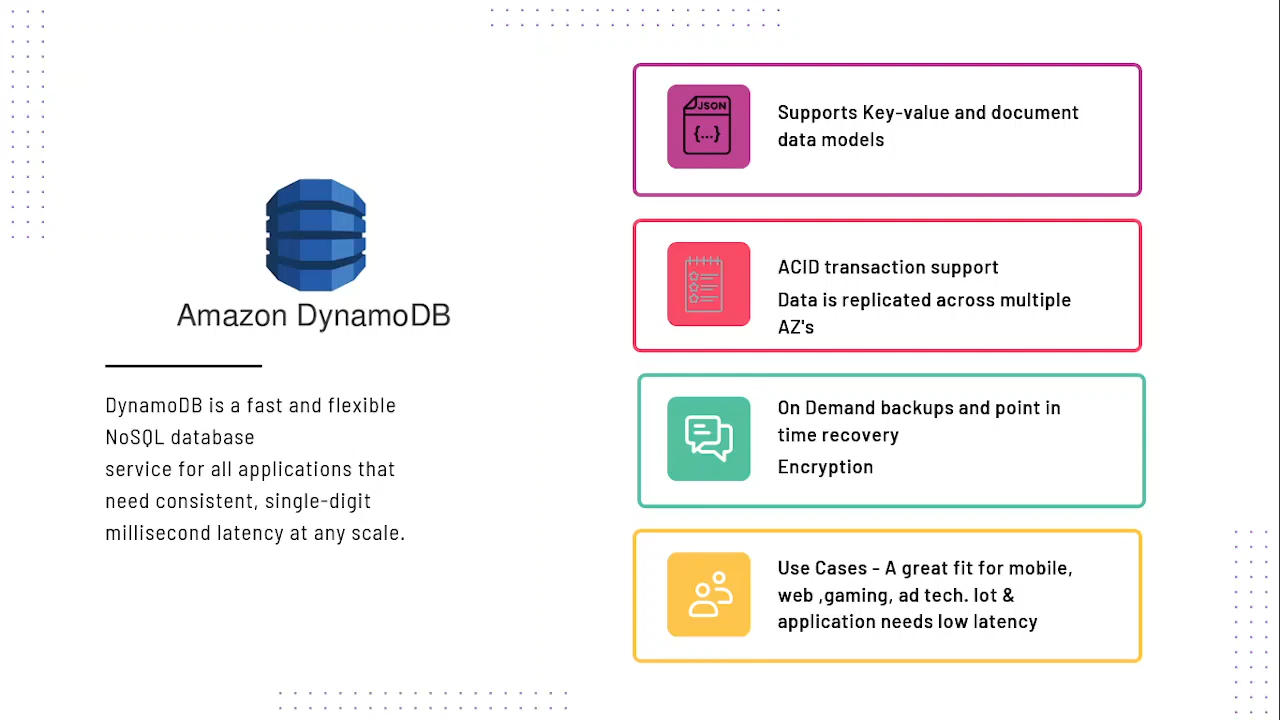 Amazon DynamoDB
DynamoDB is a fast and flexible
NoSQL database
service for all applications that
need consistent, single-digit
millisecond latency at any scale.
JSON
{...}
Supports Key-value and document
data models
ACID transaction support
Data is replicated across multiple
AZ's
On Demand backups and point in
time recovery
Encryption
Use Cases - A great fit for mobile,
web ,gaming, ad tech. Iot &
application needs low latency